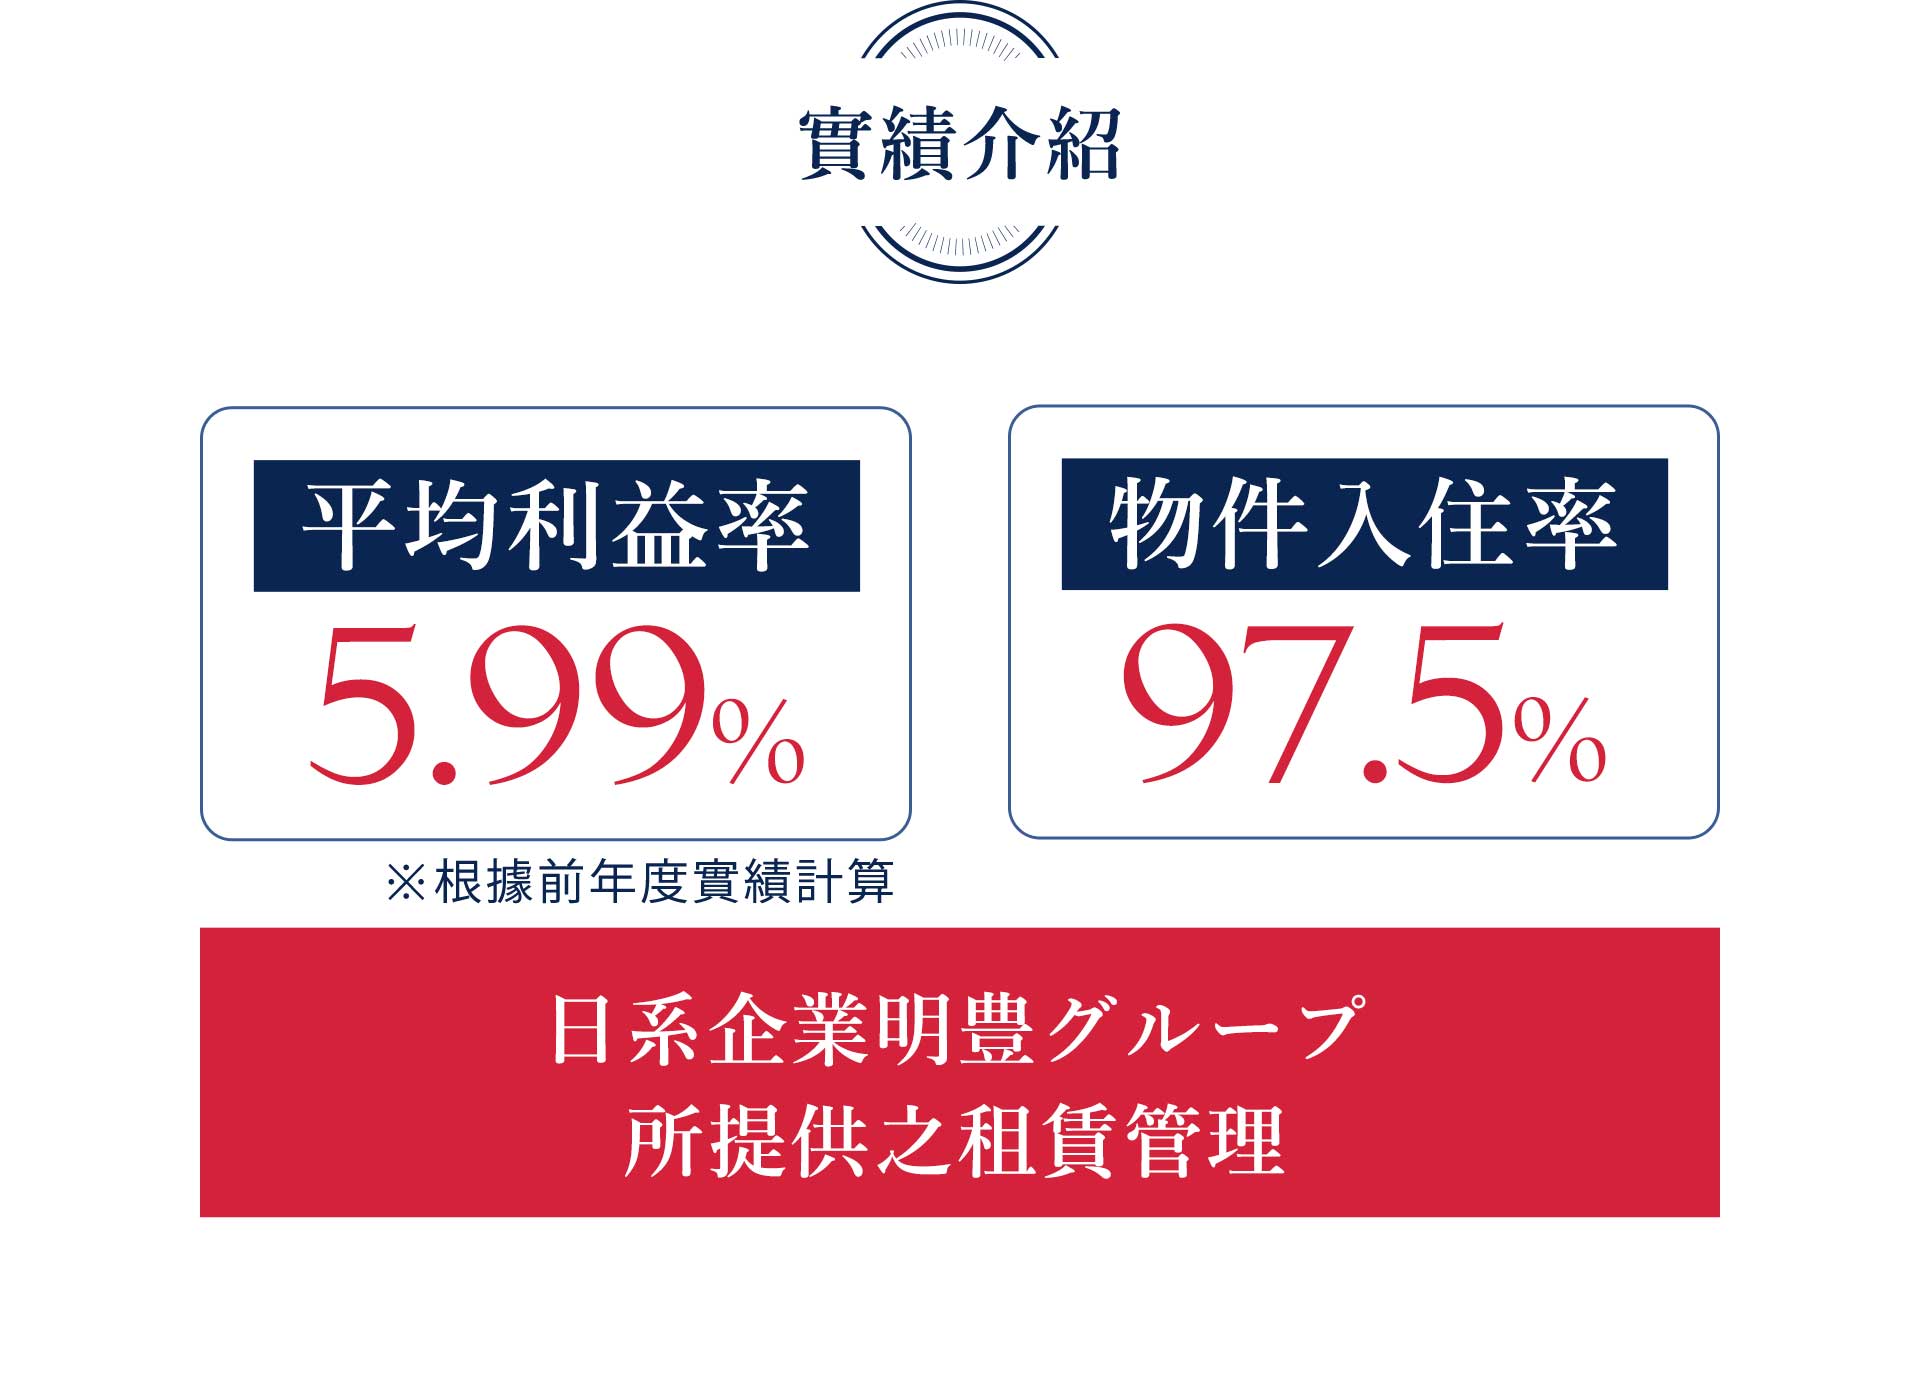 實績介紹
平均利益率
5.99%
物件入住率
97.5%
※根據前年度實績計算
日系企業明豊グループ
所提供之租賃管理